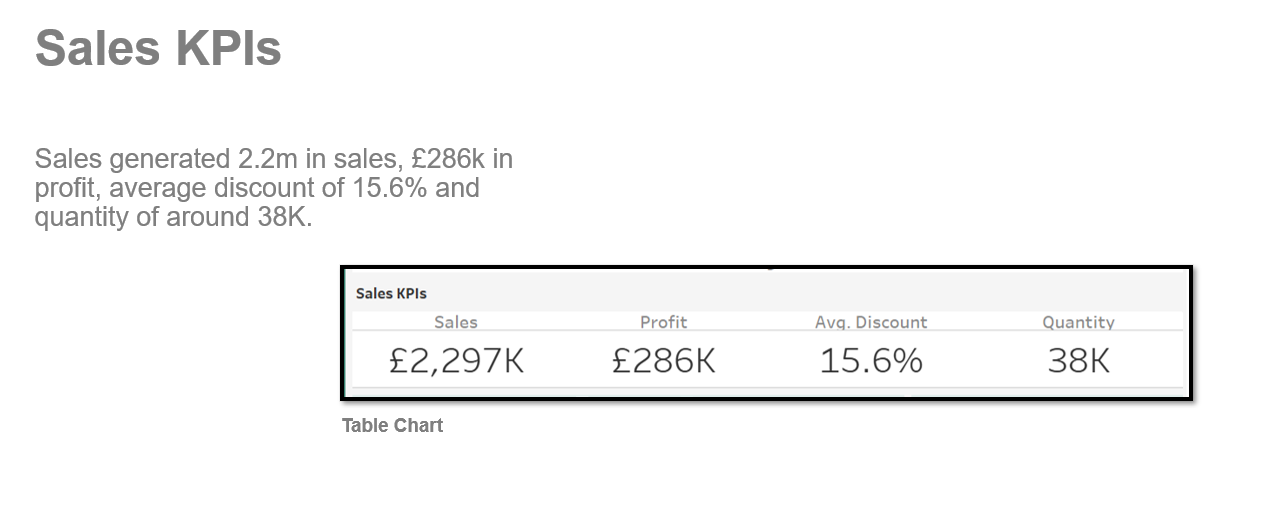 Sales KPIs
Sales generated 2.2m in sales, £286k in
profit, average discount of 15.6% and
quantity of around 38K.
Sales KPIs
Sales Profit Avg. Discount Quantity
£2,297K £286K 15.6% 38K
Table Chart